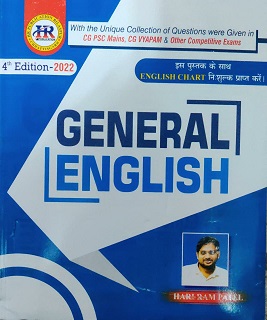 HR
With the Unique Collection of Questions were Given in
CG PSC Mains, CG VYAPAM & Other Competitive Exams
4th Edition-2022
इस पुस्तक के साथ
ENGLISH CHART नि:शुल्क प्राप्त करें।
GENERAL
ENGLISH
HARI RAM PATEL